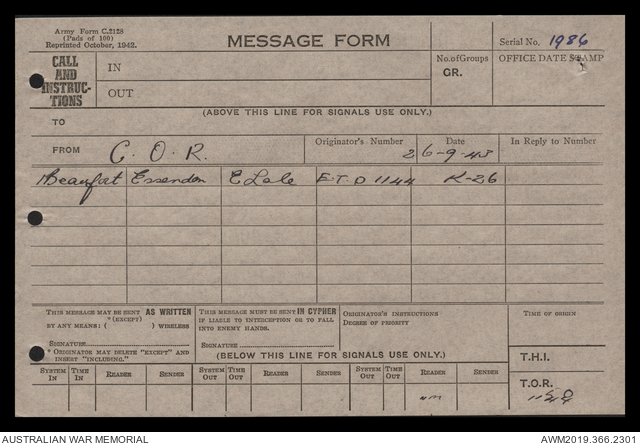 Army Form C.2128
(Pads of 100)
Reprinted October, 1942.
MESSAGE FORM
Serial No. 1986
CALL AND INSTRUC-TIONS
IN
No. of Groups GR.
OFFICE DATE STAMP
OUT
(ABOVE THIS LINE FOR SIGNALS USE ONLY.)
TO
FROM C.O.R.
Originator's Number
Date 26-9-43
In Reply to Number
Beaufort Essendon E Sale E.T.D 1144 K-26
THIS MESSAGE MAY BE SENT AS WRITTEN
*(EXCEPT)
BY ANY MEANS: ( ) WIRELESS
SIGNATURE
* ORIGINATOR MAY DELETE "EXCEPT" AND
INSERT "INCLUDING."
THIS MESSAGE MUST BE SENT IN CYPHER
IF LIABLE TO INTERCEPTION OR TO FALL
INTO ENEMY HANDS.
SIGNATURE
ORIGINATOR'S INSTRUCTIONS
DEGREE OF PRIORITY
TIME OF ORIGIN
(BELOW THIS LINE FOR SIGNALS USE ONLY.)
T.H.I.
SYSTEM IN TIME IN READER SENDER SYSTEM OUT TIME OUT READER SENDER SYSTEM OUT TIME OUT READER SENDER
T.O.R.
AUSTRALIAN WAR MEMORIAL
AWM2019.366.2301